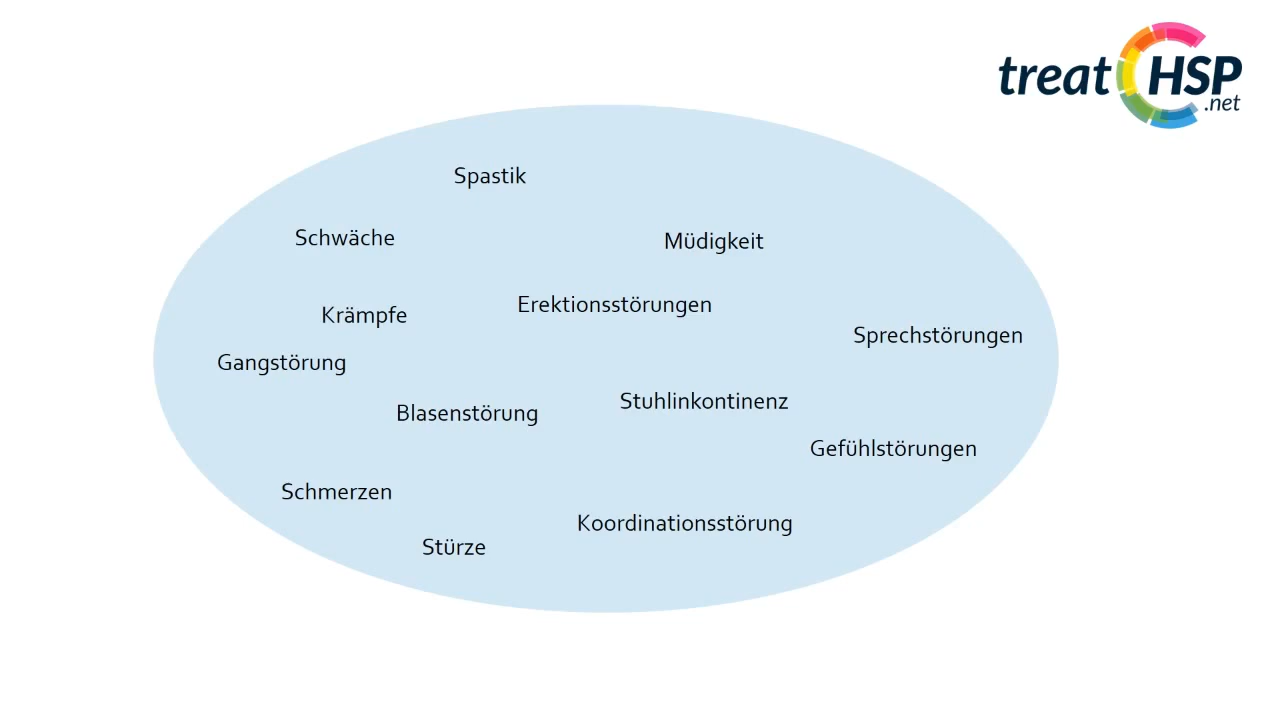 treat HSP
.net
Spastik
Schwäche
Müdigkeit
Krämpfe
Erektionsstörungen
Sprechstörungen
Gangstörung
Blasenstörung
Stuhlinkontinenz
Gefühlstörungen
Schmerzen
Koordinationsstörung
Stürze